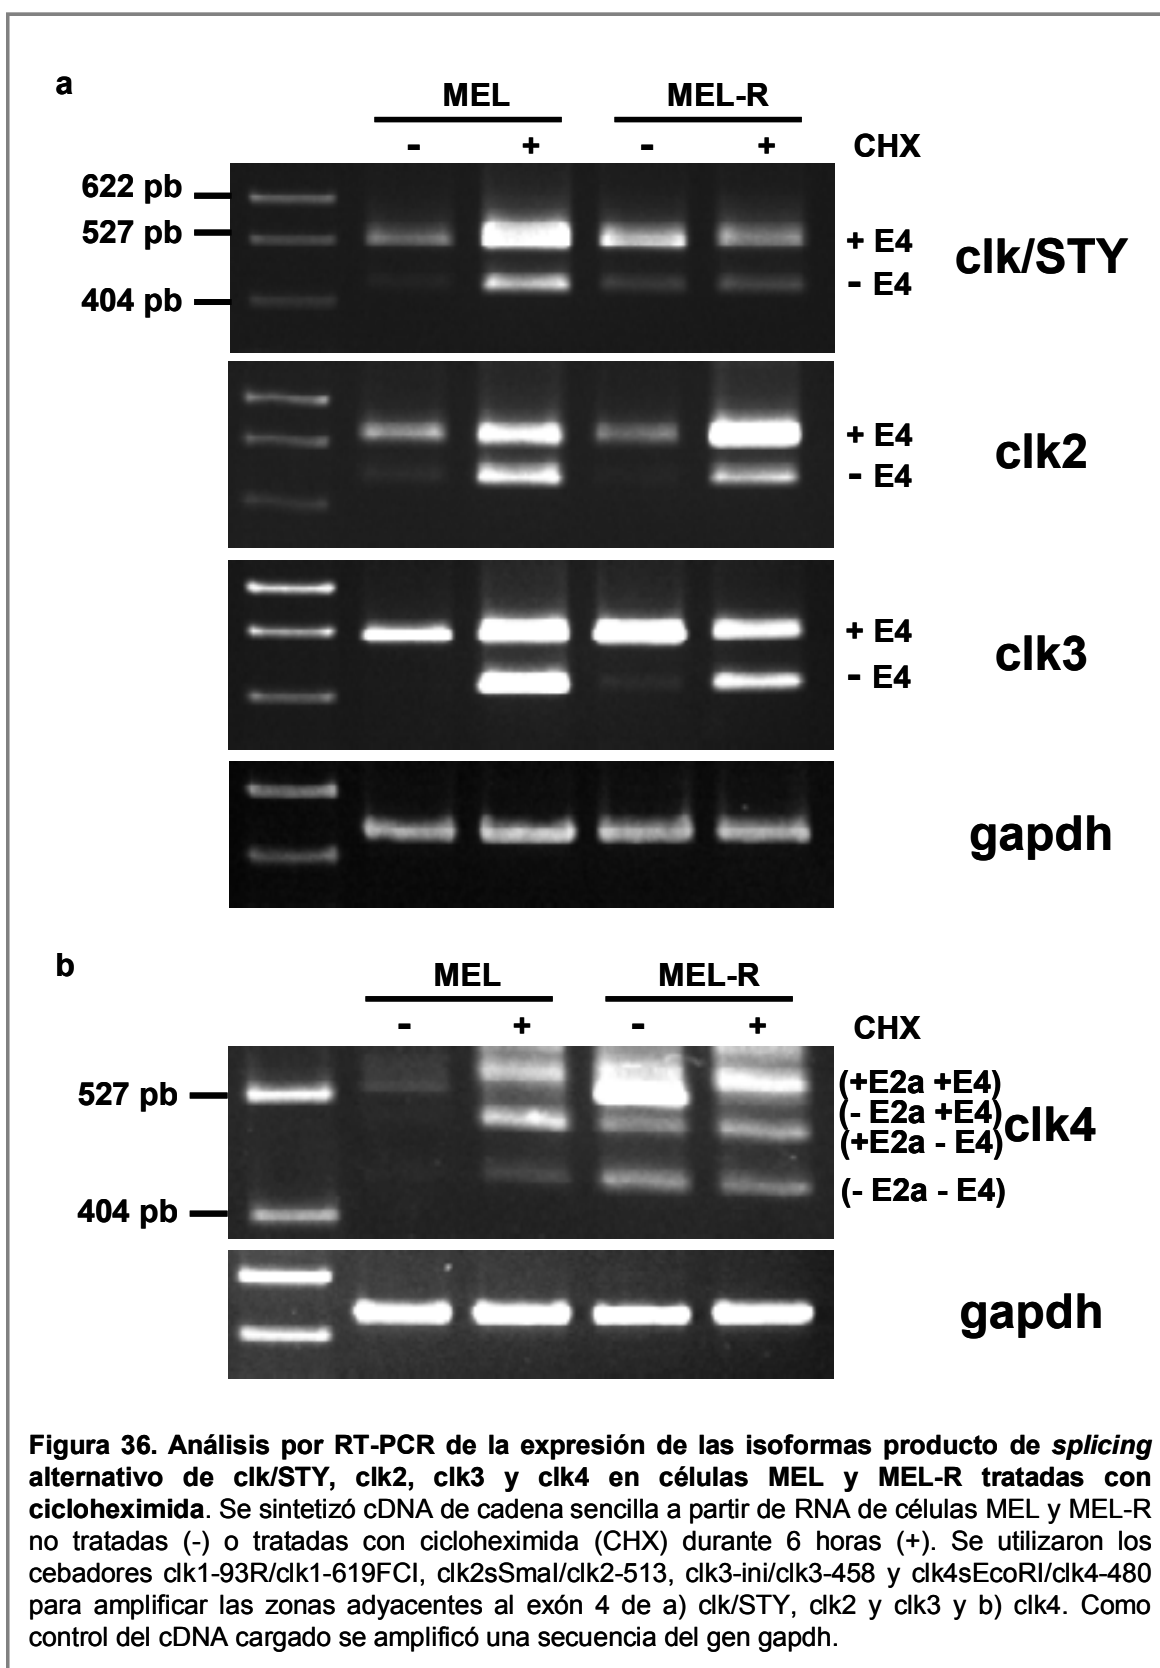 a
MEL MEL-R
- + - + CHX
622 pb
527 pb
404 pb
+ E4
- E4
clk/STY
+ E4
- E4
clk2
+ E4
- E4
clk3
gapdh
b
MEL MEL-R
- + - + CHX
527 pb
404 pb
(+E2a +E4)
(- E2a +E4)
(+E2a - E4)
(- E2a - E4)
clk4
gapdh
Figura 36. Análisis por RT-PCR de la expresión de las isoformas producto de splicing
alternativo de clk/STY, clk2, clk3 y clk4 en células MEL y MEL-R tratadas con
cicloheximida. Se sintetizó cDNA de cadena sencilla a partir de RNA de células MEL y MEL-R
no tratadas (-) o tratadas con cicloheximida (CHX) durante 6 horas (+). Se utilizaron los
cebadores clk1-93R/clk1-619FCI, clk2sSmaI/clk2-513, clk3-ini/clk3-458 y clk4sEcoRI/clk4-480
para amplificar las zonas adyacentes al exón 4 de a) clk/STY, clk2 y clk3 y b) clk4. Como
control del cDNA cargado se amplificó una secuencia del gen gapdh.